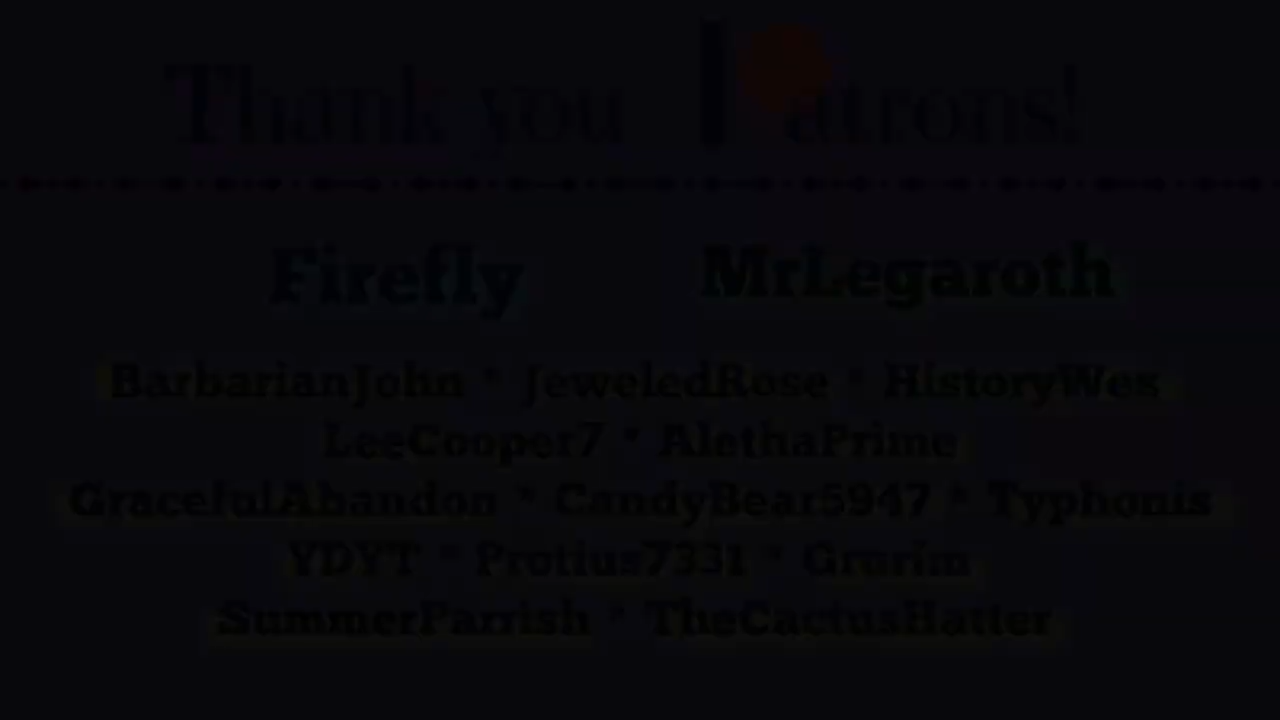 Thank you Patrons!
Firefly MrLegaroth
BarbarianJohn * JeweledRose * HistoryWes
LeeCooper7 * AlethaPrime
GracefulAbandon * CandyBear5947 * Typhonis
YDYT * Protius7331 * Grurim
SummerParrish * TheCactusHatter